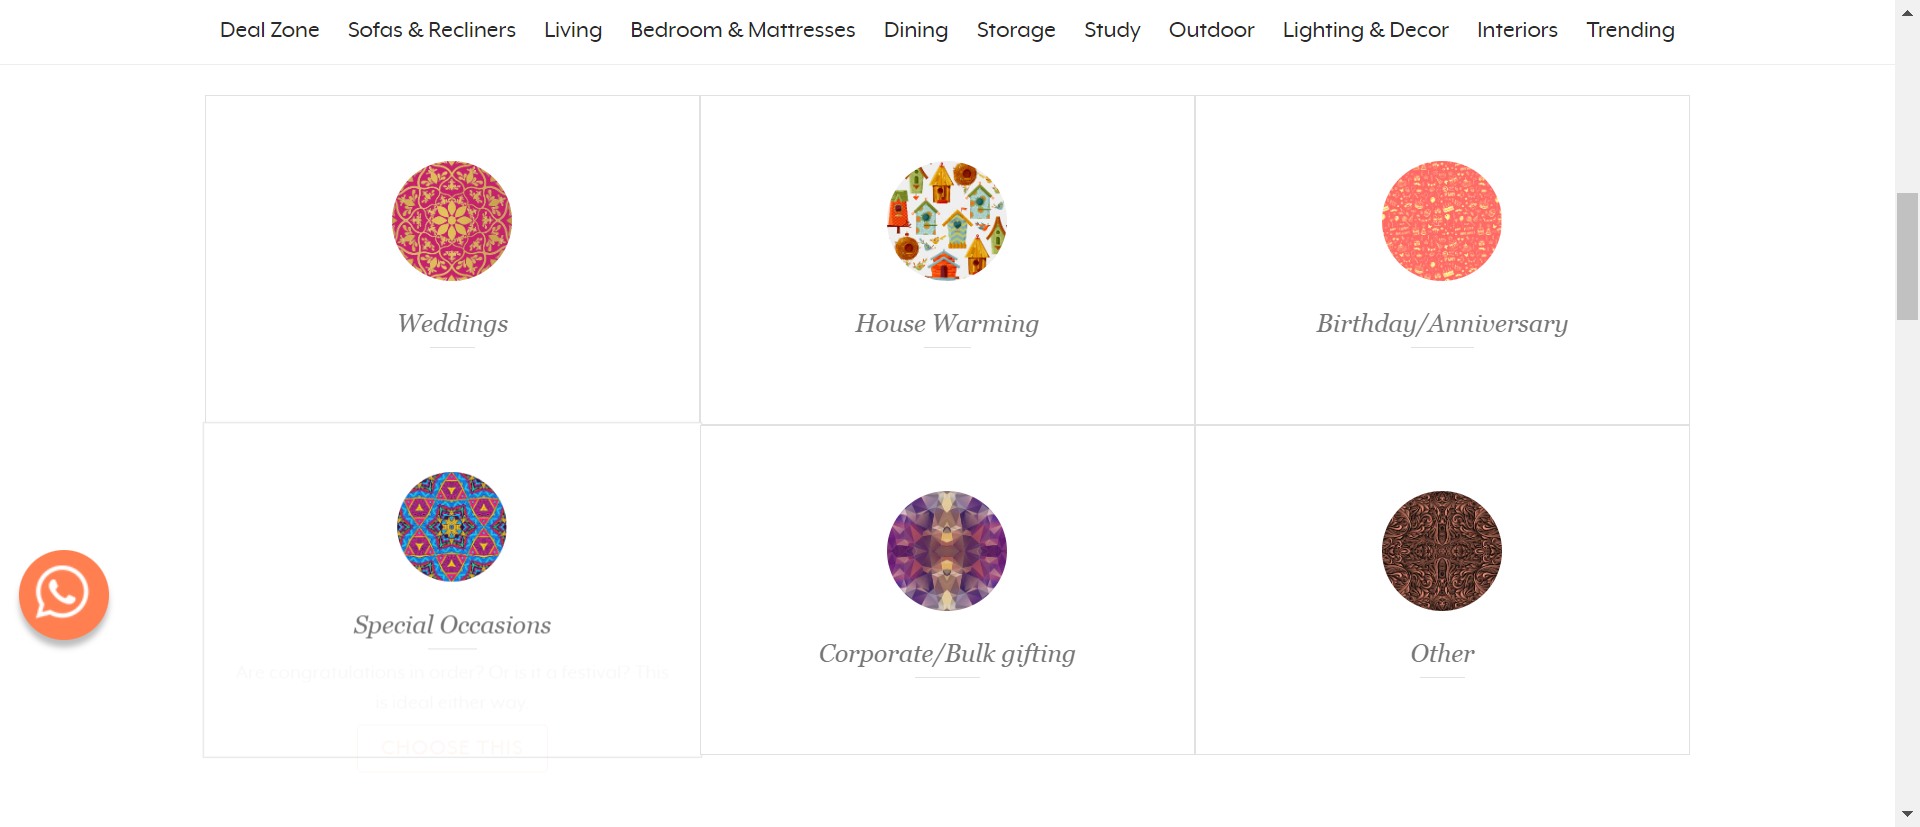 Deal Zone Sofas & Recliners Living Bedroom & Mattresses Dining Storage Study Outdoor Lighting & Decor Interiors Trending
Weddings
House Warming
Birthday/Anniversary
Special Occasions
Are congratulations in order? Or is it a festival? This
is ideal either way.
CHOOSE THIS
Corporate/Bulk gifting
Other